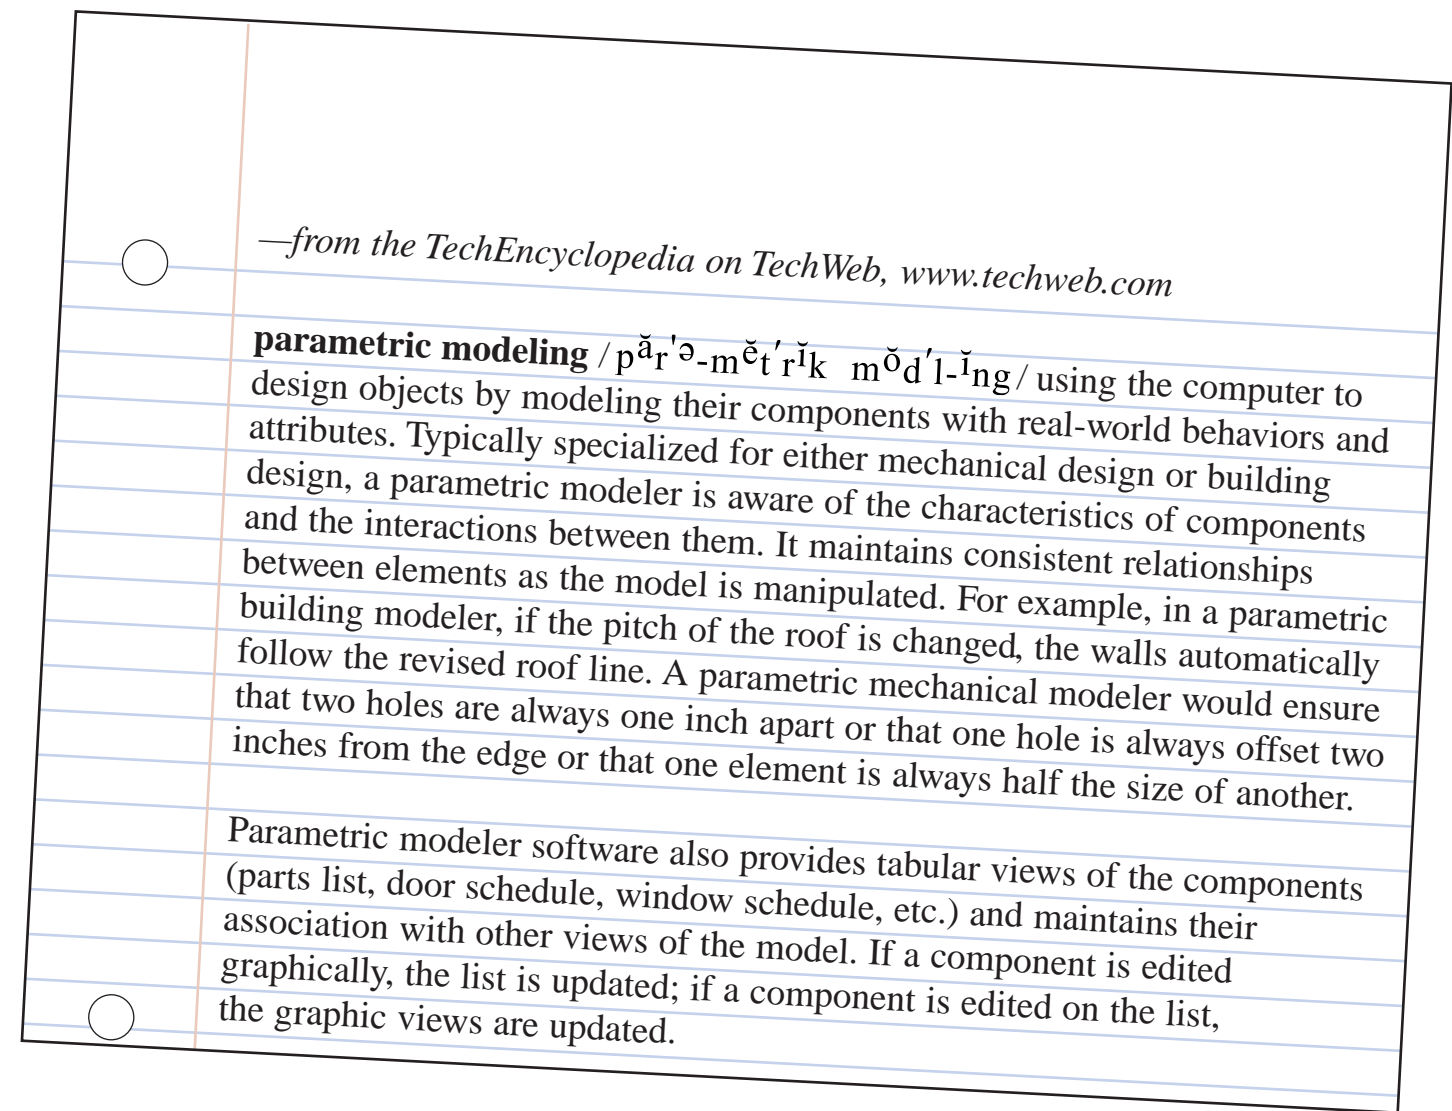 —from the TechEncyclopedia on TechWeb, www.techweb.com
parametric modeling / păr'ə-mĕt′rĭk mŏd′l-ĭng / using the computer to
design objects by modeling their components with real-world behaviors and
attributes. Typically specialized for either mechanical design or building
design, a parametric modeler is aware of the characteristics of components
and the interactions between them. It maintains consistent relationships
between elements as the model is manipulated. For example, in a parametric
building modeler, if the pitch of the roof is changed, the walls automatically
follow the revised roof line. A parametric mechanical modeler would ensure
that two holes are always one inch apart or that one hole is always offset two
inches from the edge or that one element is always half the size of another.
Parametric modeler software also provides tabular views of the components
(parts list, door schedule, window schedule, etc.) and maintains their
association with other views of the model. If a component is edited
graphically, the list is updated; if a component is edited on the list,
the graphic views are updated.